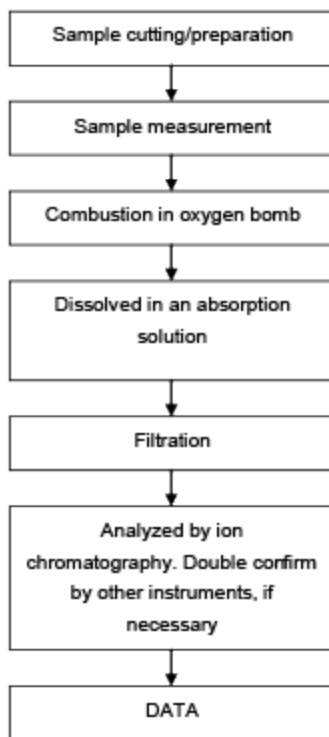 Sample cutting/preparation
Sample measurement
Combustion in oxygen bomb
Dissolved in an absorption
solution
Filtration
Analyzed by ion
chromatography. Double confirm
by other instruments, if
necessary
DATA